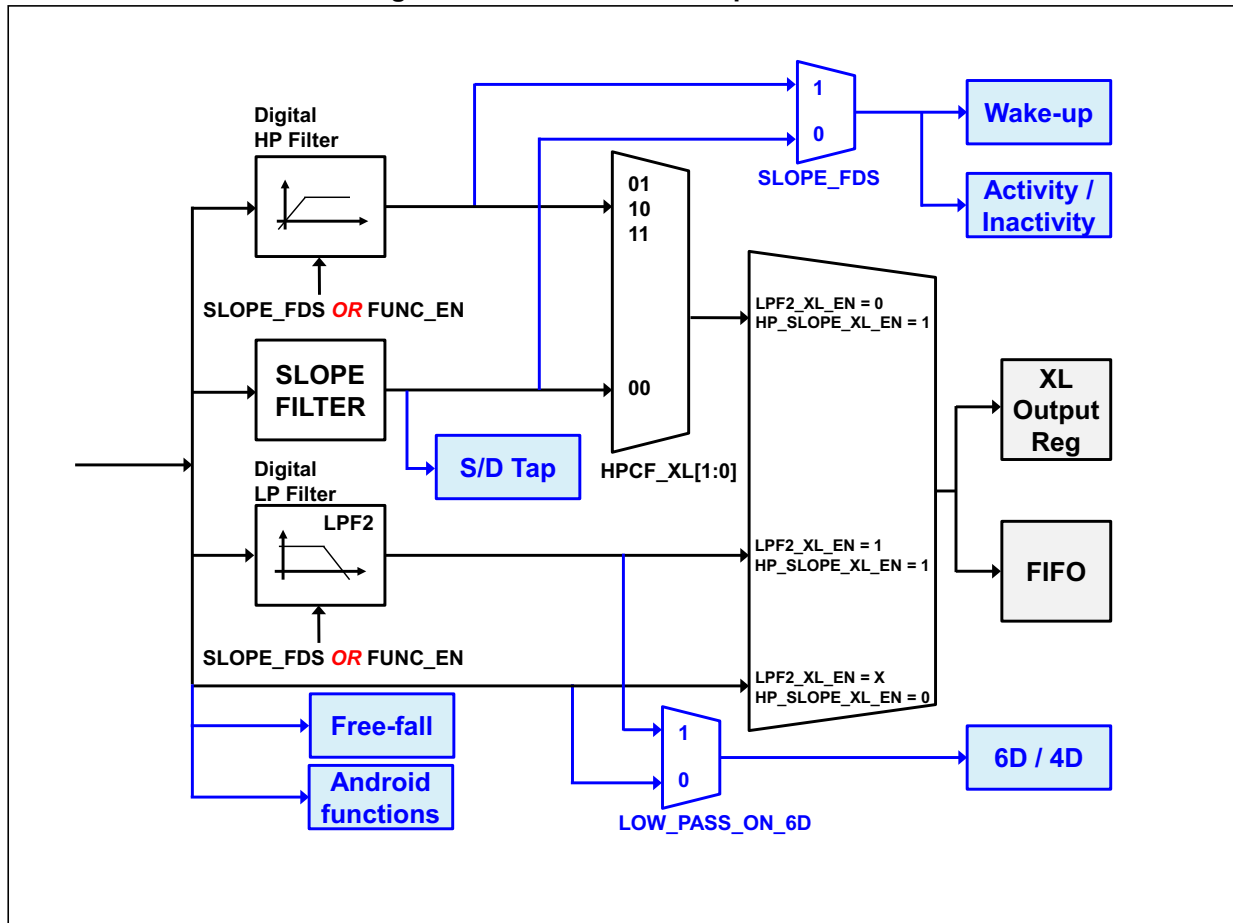 1
0
SLOPE_FDS
Wake-up
Activity /
Inactivity
Digital
HP Filter
SLOPE_FDS OR FUNC_EN
01
10
11
00
HPCF_XL[1:0]
SLOPE
FILTER
S/D Tap
Digital
LP Filter
LPF2
SLOPE_FDS OR FUNC_EN
LPF2_XL_EN = 0
HP_SLOPE_XL_EN = 1
LPF2_XL_EN = 1
HP_SLOPE_XL_EN = 1
LPF2_XL_EN = X
HP_SLOPE_XL_EN = 0
XL
Output
Reg
FIFO
Free-fall
Android
functions
1
0
LOW_PASS_ON_6D
6D / 4D